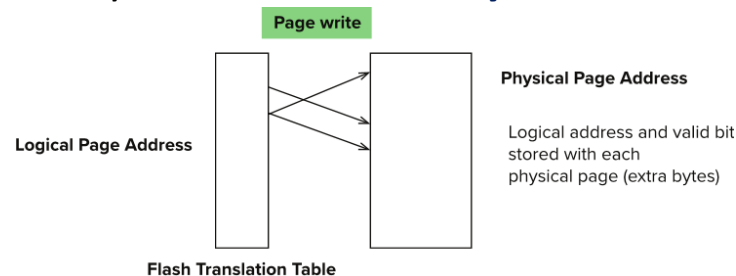 Page write
Physical Page Address
Logical address and valid bit
stored with each
physical page (extra bytes)
Logical Page Address
Flash Translation Table